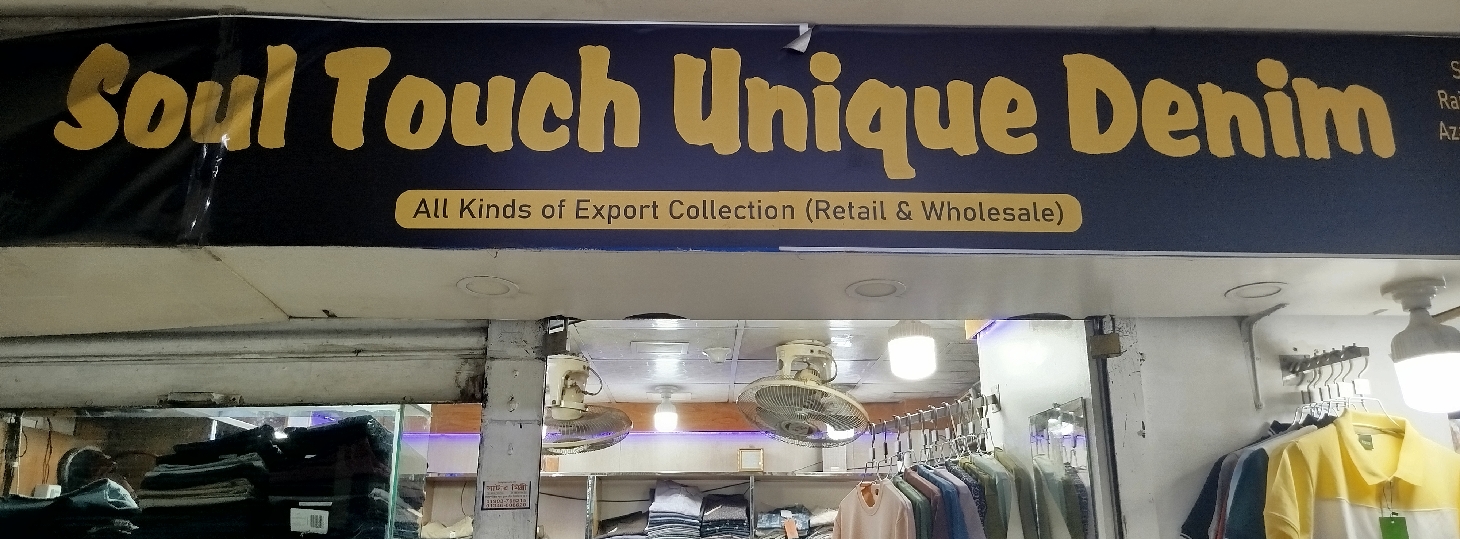 Soul Touch Unique Denim
All Kinds of Export Collection (Retail & Wholesale)